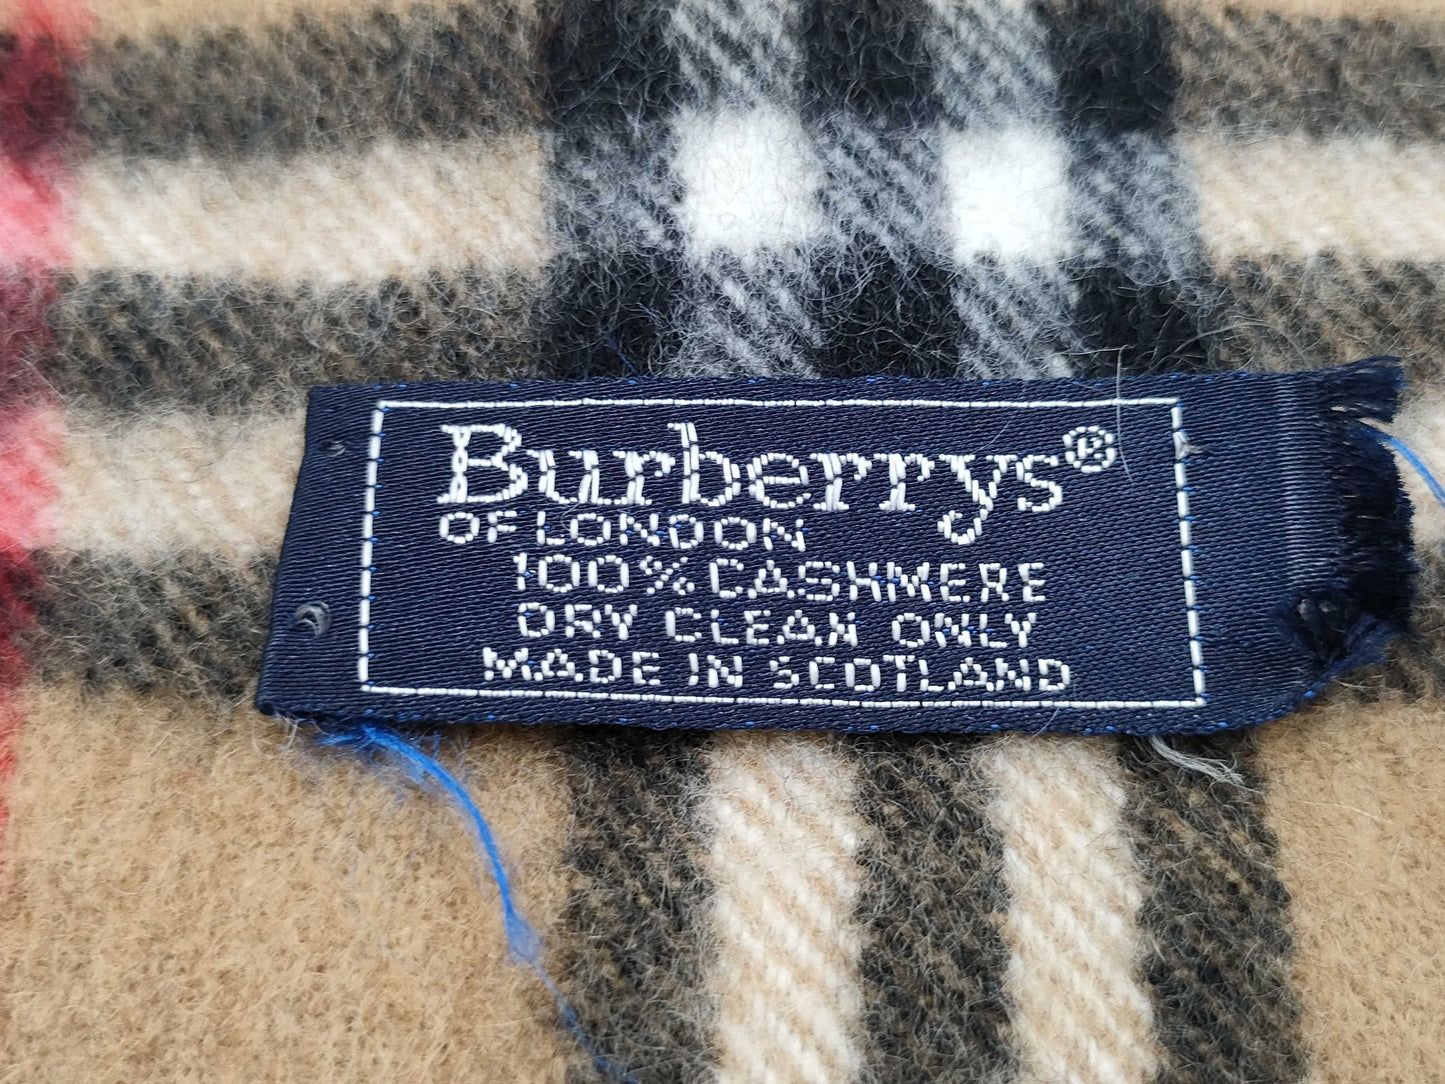 Burberrys®
OF LONDON
100% CASHMERE
DRY CLEAN ONLY
MADE IN SCOTLAND